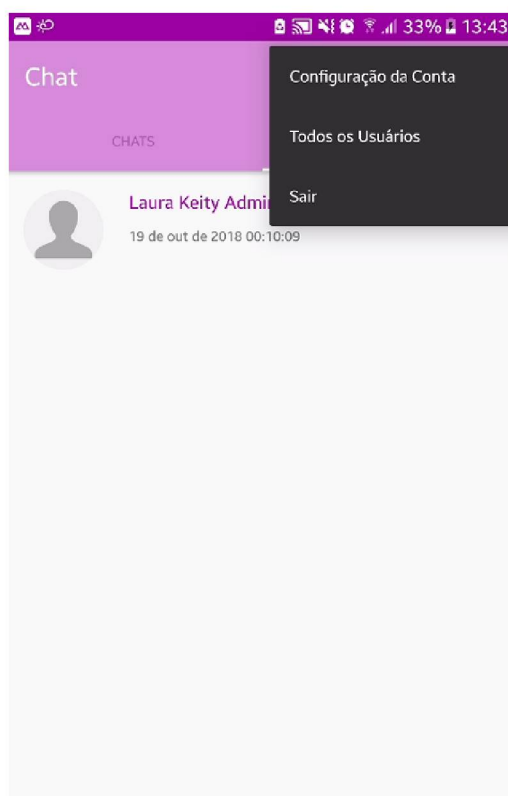 33% 13:43
Chat
Configuração da Conta
CHATS
Todos os Usuários
Sair
Laura Keity
19 de out de 2018 00:10:09